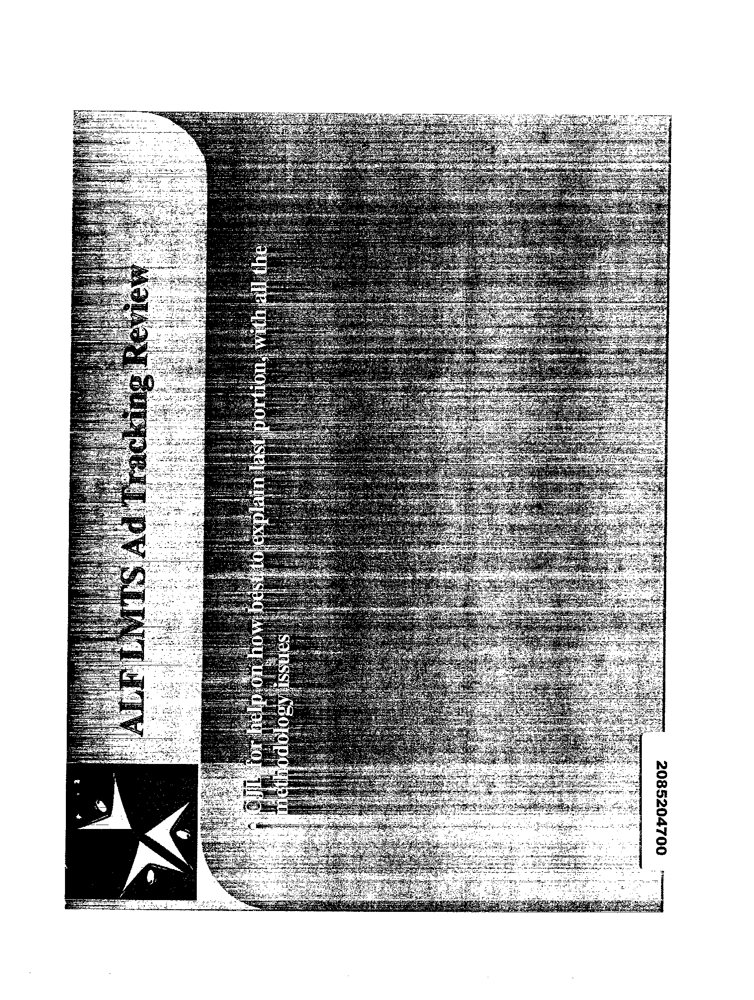 ALF LMTS Ad Tracking Review
for help on how best to explain last portion, with all the
methodology issues
2085204700